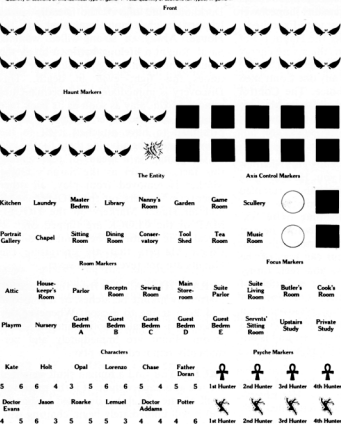 Front
Haunt Markers
The Entity Axis Control Markers
Kitchen Laundry Master Bedrm Library Nanny's Room Garden Game Room Scullery
Portrait Gallery Chapel Sitting Room Dining Room Conser- vatory Tool Shed Tea Room Music Room
Room Markers Focus Markers
Attic House- keepr's Room Parlor Receptn Room Sewing Room Main Store- room Suite Parlor Suite Living Room Butler's Room Cook's Room
Playrm Nursery Guest Bedrm A Guest Bedrm B Guest Bedrm C Guest Bedrm D Guest Bedrm E Servnts' Sitting Room Upstairs Study Private Study
Characters Psyche Markers
Kate Holt Opal Lorenzo Chase Father Doran
5 6 6 4 3 5 6 6 5 4 5 5 1st Hunter 2nd Hunter 3rd Hunter 4th Hunter
Doctor Evans Jason Roarke Lemuel Doctor Addams Potter
4 5 5 6 5 5 5 3 4 4 4 6 1st Hunter 2nd Hunter 3rd Hunter 4th Hunter